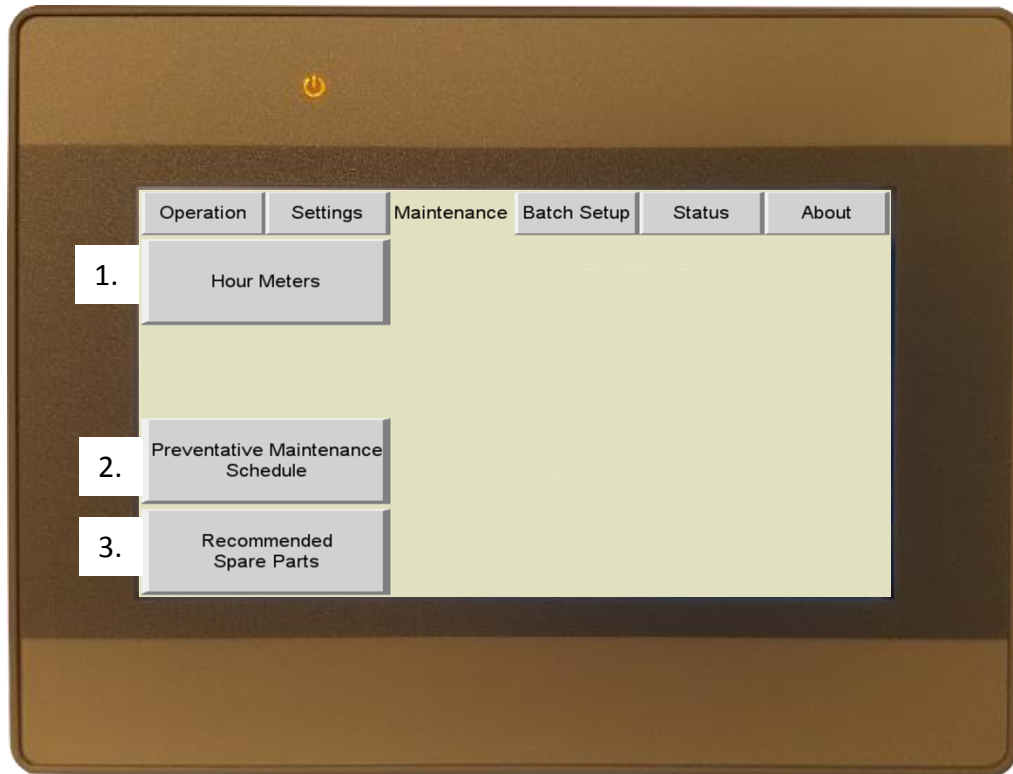 Operation Settings Maintenance Batch Setup Status About
1. Hour Meters
2. Preventative Maintenance
Schedule
3. Recommended
Spare Parts